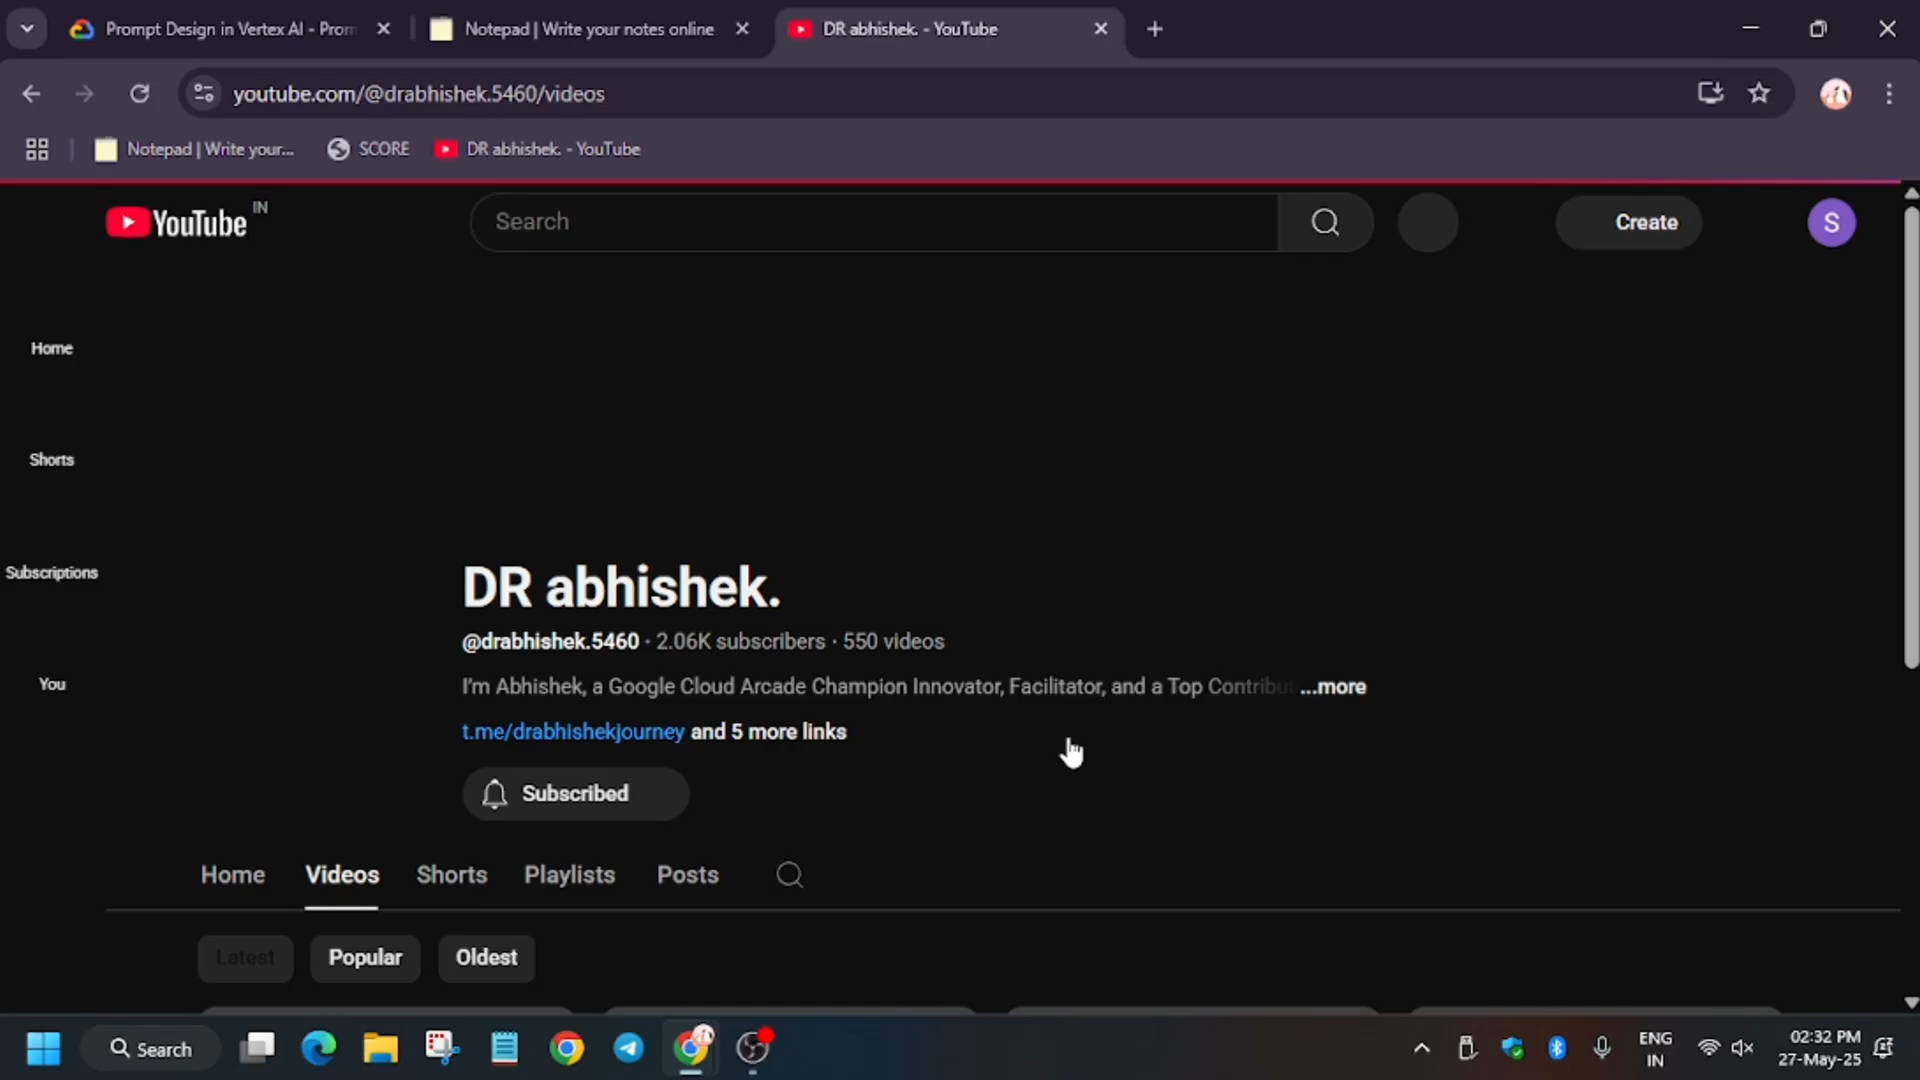 Prompt Design in Vertex AI - Prom
Notepad | Write your notes online
DR abhishek. - YouTube
youtube.com/@drabhishek.5460/videos
Notepad | Write your...
SCORE
DR abhishek. - YouTube
YouTube IN
Search
Create
S
Home
Shorts
Subscriptions
You
DR abhishek.
@drabhishek.5460 · 2.06K subscribers · 550 videos
I'm Abhishek, a Google Cloud Arcade Champion Innovator, Facilitator, and a Top Contribut ...more
t.me/drabhishekjourney and 5 more links
Subscribed
Home Videos Shorts Playlists Posts
Latest Popular Oldest
Search
ENG
IN
02:32 PM
27-May-25